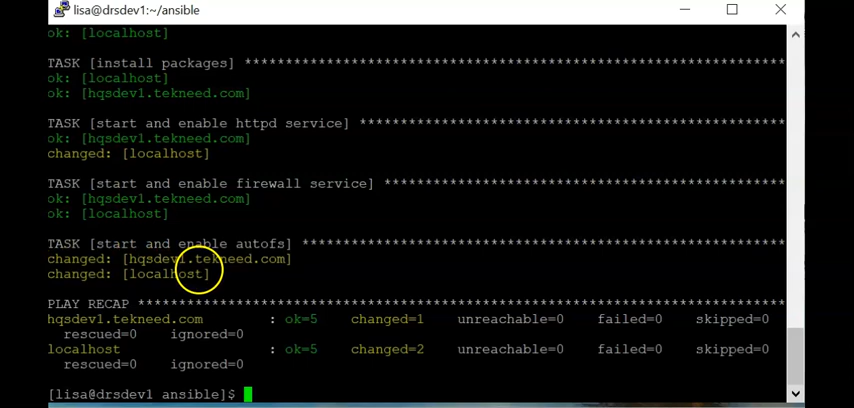 lisa@drsdev1:~/ansible
ok: [localhost]
TASK [install packages] *******************************************************************
ok: [localhost]
ok: [hqsdev1.tekneed.com]
TASK [start and enable httpd service] *****************************************************
ok: [hqsdev1.tekneed.com]
changed: [localhost]
TASK [start and enable firewall service] **************************************************
ok: [hqsdev1.tekneed.com]
ok: [localhost]
TASK [start and enable autofs] ************************************************************
changed: [hqsdev1.tekneed.com]
changed: [localhost]
PLAY RECAP ********************************************************************************
hqsdev1.tekneed.com : ok=5 changed=1 unreachable=0 failed=0 skipped=0
rescued=0 ignored=0
localhost : ok=5 changed=2 unreachable=0 failed=0 skipped=0
rescued=0 ignored=0
[lisa@drsdev1 ansible]$